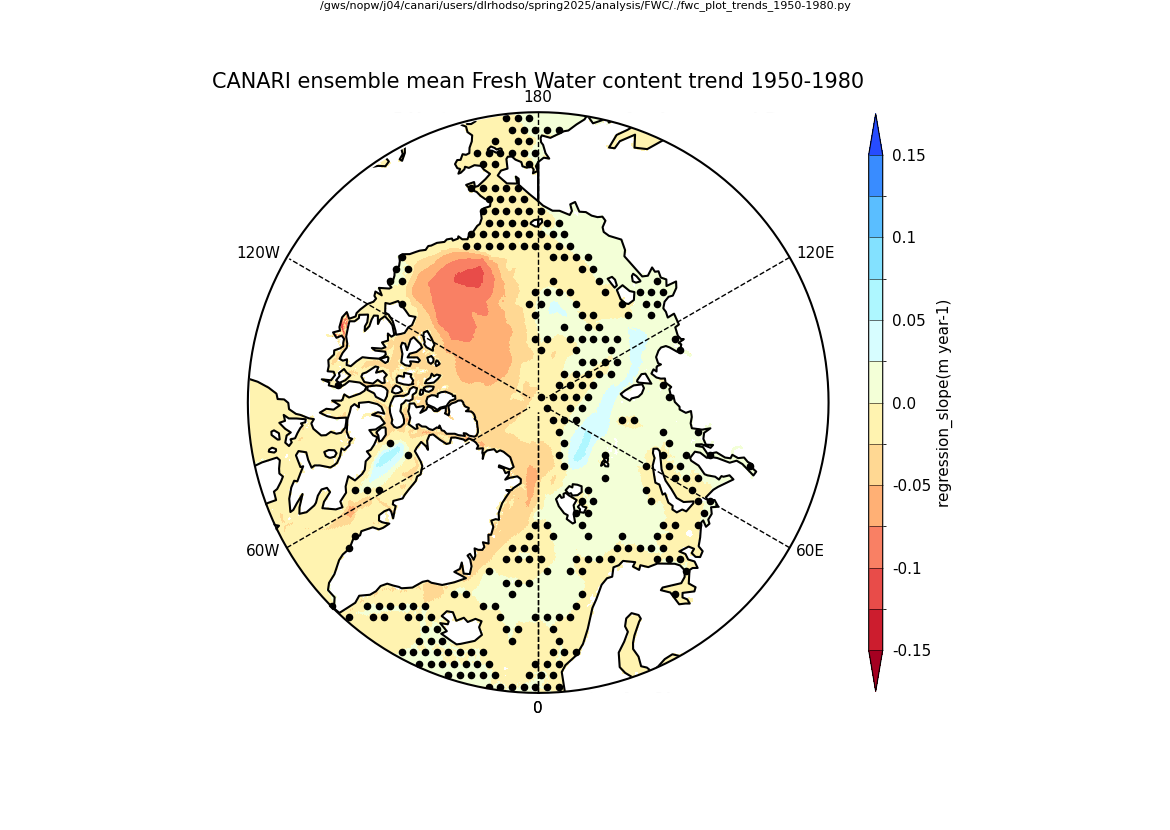 /gws/nopw/j04/canari/users/dlrhodso/spring2025/analysis/FWC/./fwc_plot_trends_1950-1980.py
CANARI ensemble mean Fresh Water content trend 1950-1980
180
120W
120E
60W
60E
0
0.15
0.1
0.05
0.0
-0.05
-0.1
-0.15
regression_slope(m year-1)